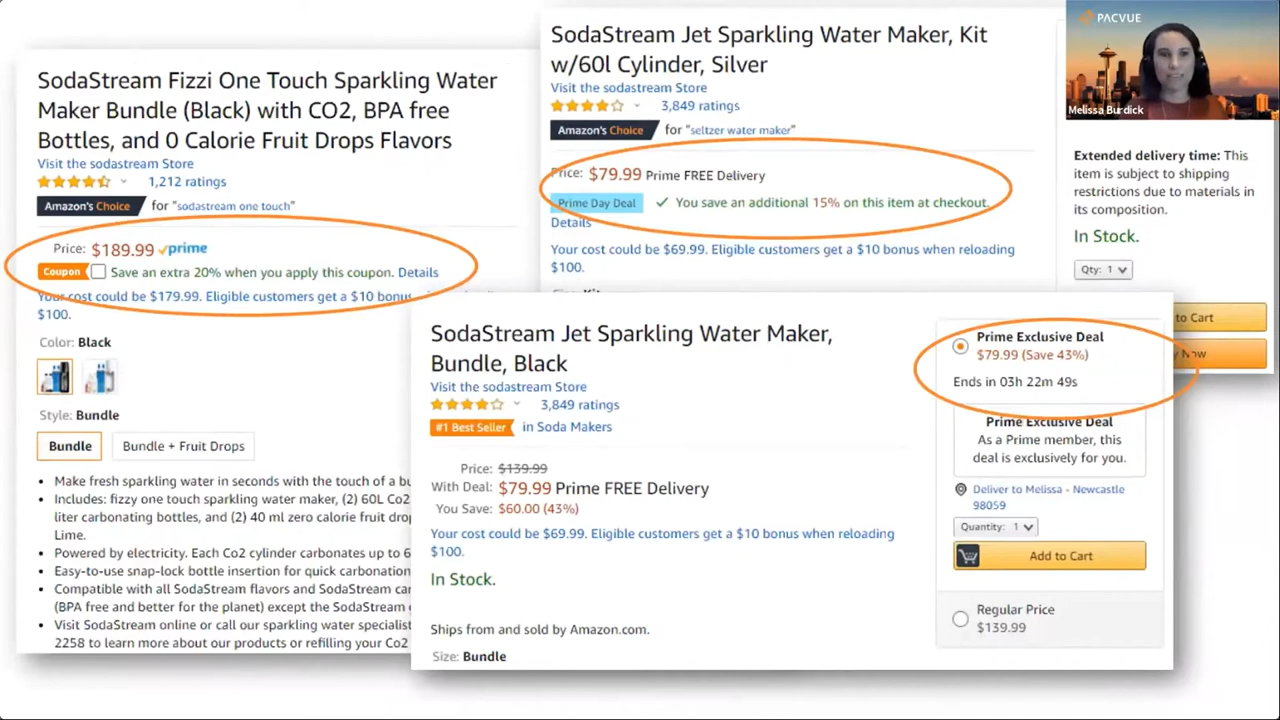 SodaStream Fizzi One Touch Sparkling Water
Maker Bundle (Black) with CO2, BPA free
Bottles, and 0 Calorie Fruit Drops Flavors
Visit the sodastream Store
1,212 ratings
Amazon's Choice for "sodastream one touch"
Price: $189.99 prime
Coupon Save an extra 20% when you apply this coupon. Details
Your cost could be $179.99. Eligible customers get a $10 bonus
$100.
Color: Black
Style: Bundle
Bundle Bundle + Fruit Drops
Make fresh sparkling water in seconds with the touch of a
Includes: fizzy one touch sparkling water maker, (2) 60L Co2
liter carbonating bottles, and (2) 40 ml zero calorie fruit
Lime.
Powered by electricity. Each Co2 cylinder carbonates up to 6
Easy-to-use snap-lock bottle insertion for quick carbonation
Compatible with all SodaStream flavors and SodaStream
(BPA free and better for the planet) except the SodaStream
Visit SodaStream online or call our sparkling water specialist
2258 to learn more about our products or refilling your Co2
SodaStream Jet Sparkling Water Maker, Kit
w/60l Cylinder, Silver
Visit the sodastream Store
3,849 ratings
Amazon's Choice for "seltzer water maker"
Price: $79.99 Prime FREE Delivery
Prime Day Deal You save an additional 15% on this item at checkout.
Details
Your cost could be $69.99. Eligible customers get a $10 bonus when reloading
$100.
PACVUE
Melissa Burdick
Extended delivery time: This
item is subject to shipping
restrictions due to materials in
its composition.
In Stock.
Qty: 1
to Cart
Now
SodaStream Jet Sparkling Water Maker,
Bundle, Black
Visit the sodastream Store
3,849 ratings
#1 Best Seller in Soda Makers
Price: $139.99
With Deal: $79.99 Prime FREE Delivery
You Save: $60.00 (43%)
Your cost could be $69.99. Eligible customers get a $10 bonus when reloading
$100.
In Stock.
Ships from and sold by Amazon.com.
Size: Bundle
Prime Exclusive Deal
$79.99 (Save 43%)
Ends in 03h 22m 49s
Prime Exclusive Deal
As a Prime member, this
deal is exclusively for you.
Deliver to Melissa - Newcastle
98059
Quantity: 1
Add to Cart
Regular Price
$139.99